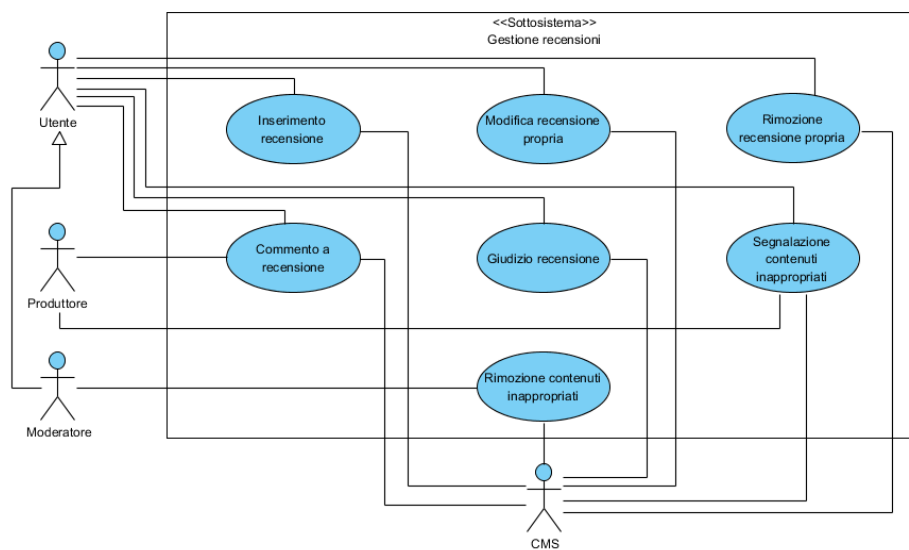 <<Sottosistema>>
Gestione recensioni
Utente
Inserimento
recensione
Modifica recensione
propria
Rimozione
recensione propria
Commento a
recensione
Giudizio recensione
Segnalazione
contenuti
inappropriati
Produttore
Rimozione contenuti
inappropriati
Moderatore
CMS